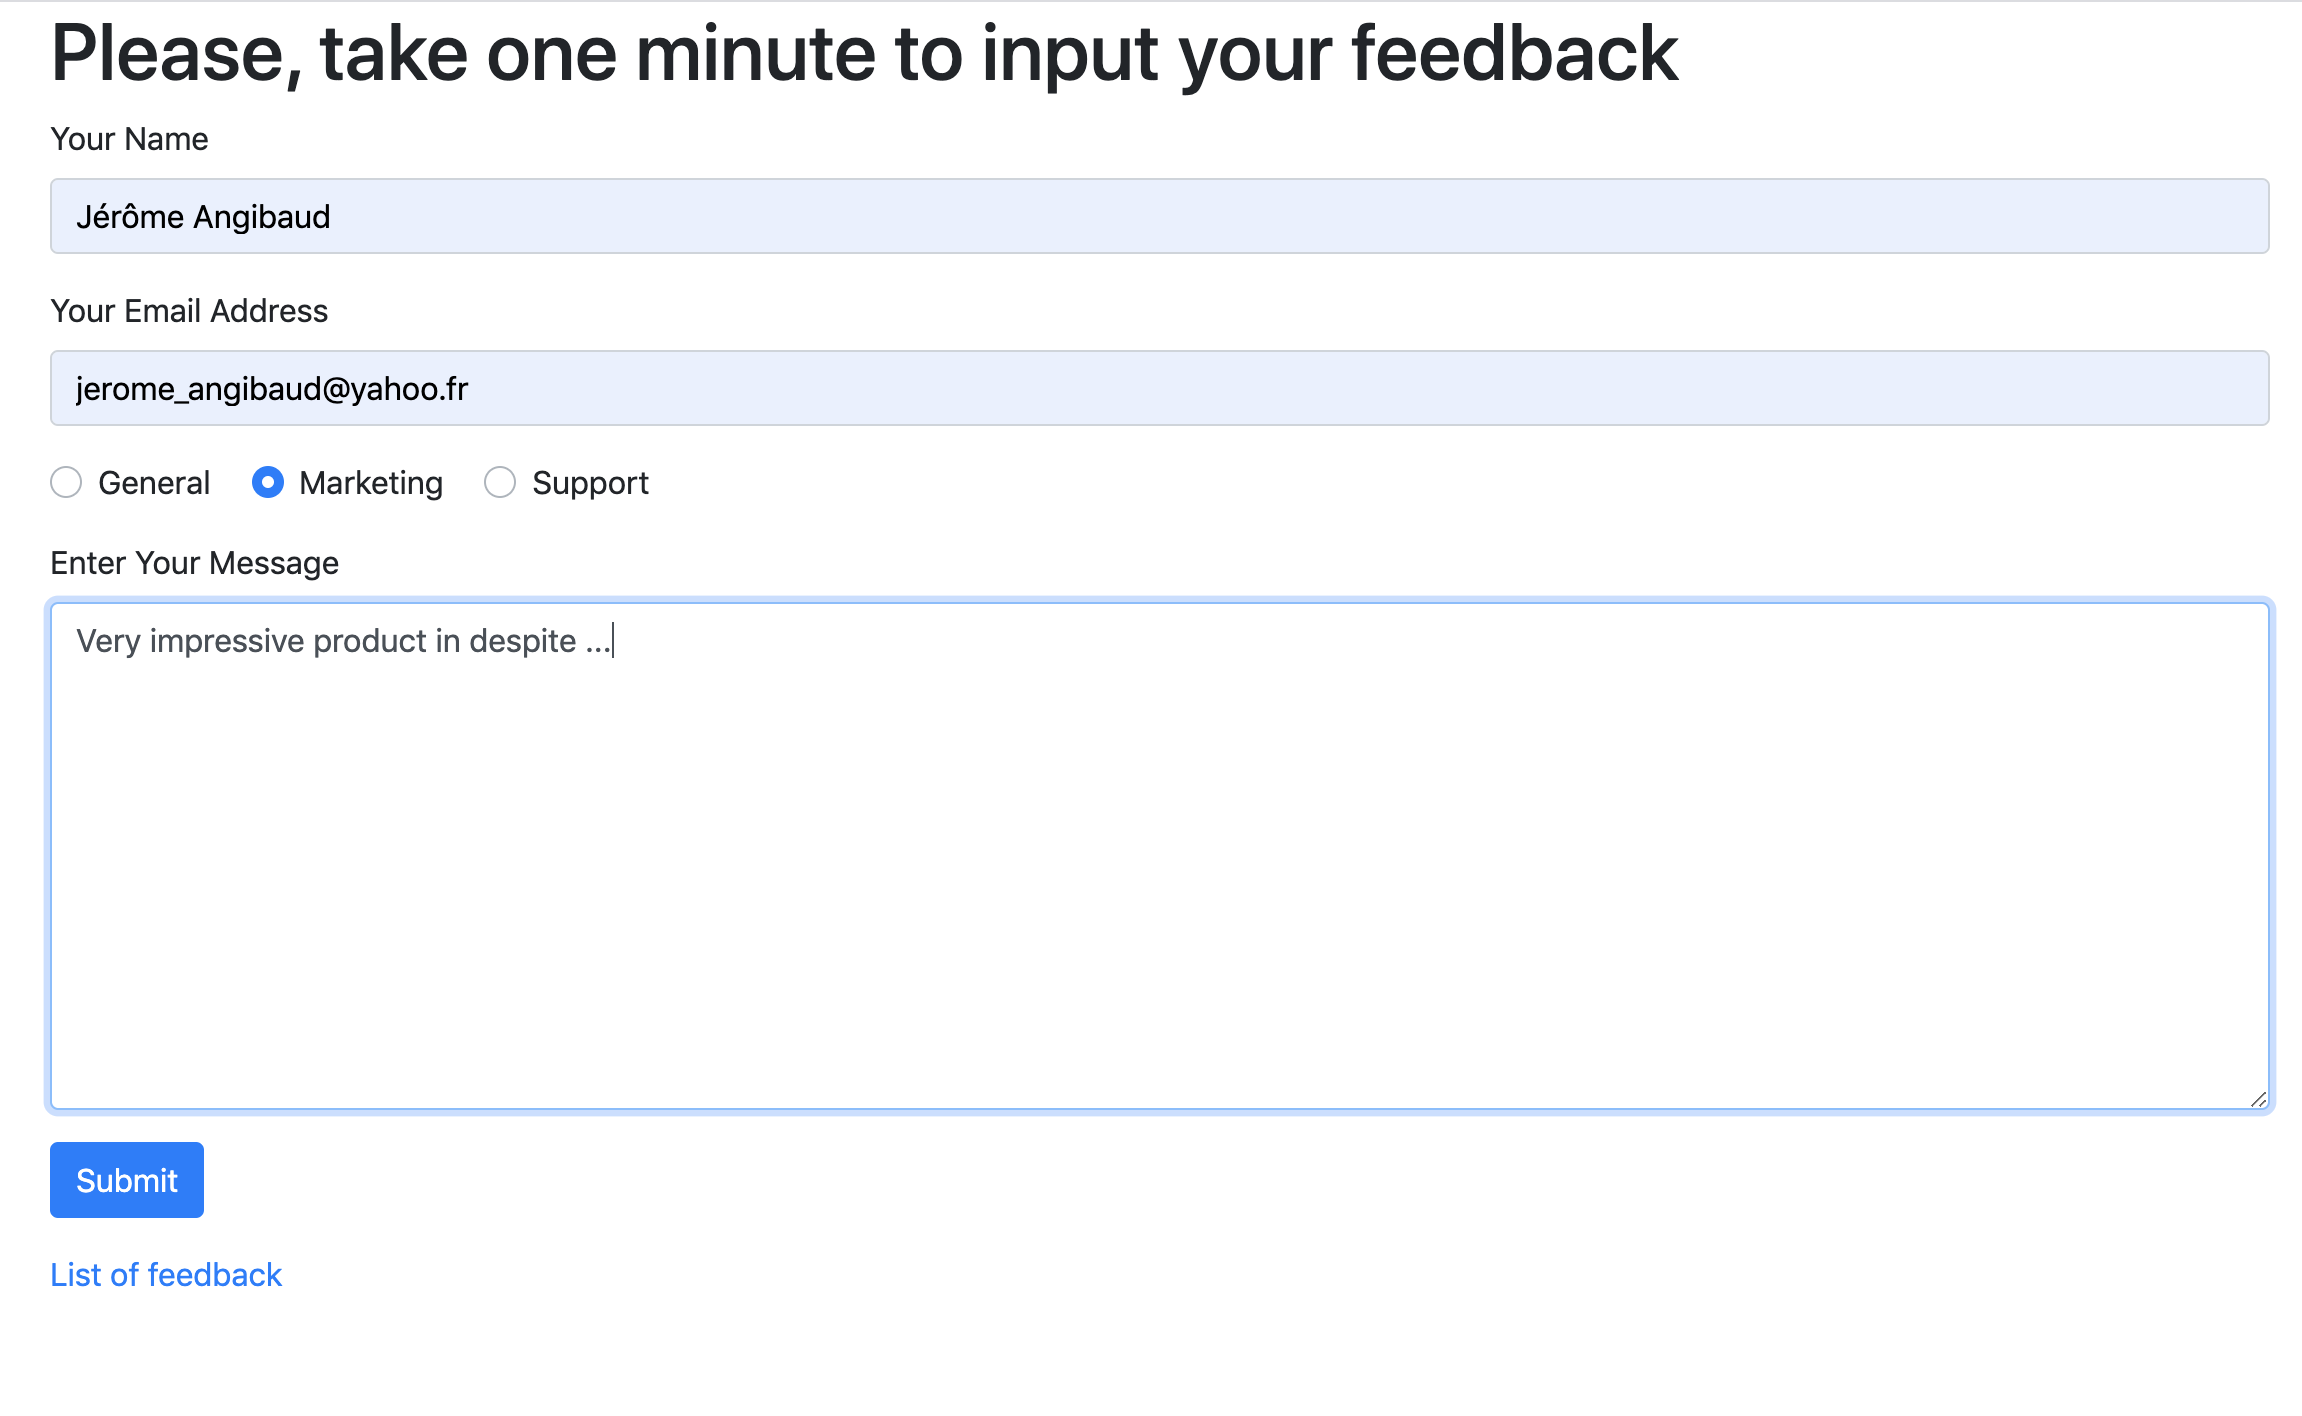 Please, take one minute to input your feedback
Your Name
Jérôme Angibaud
Your Email Address
jerome_angibaud@yahoo.fr
General Marketing Support
Enter Your Message
Very impressive product in despite ...
Submit
List of feedback